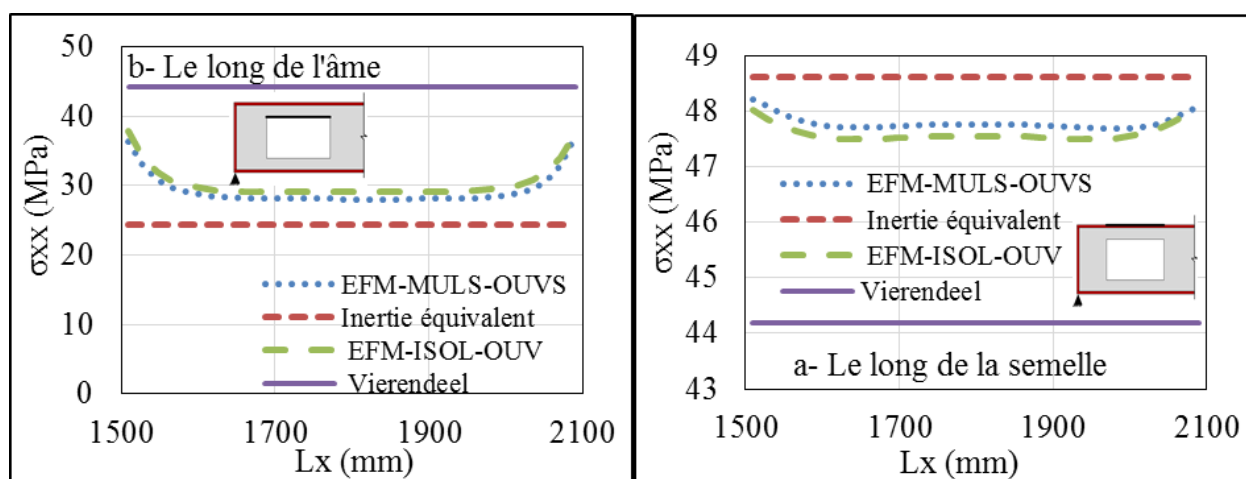 50
b- Le long de l'âme
40
30
20
10
0
σxx (MPa)
EFM-MULS-OUVS
Inertie équivalent
EFM-ISOL-OUV
Vierendeel
1500 1700 1900 2100
Lx (mm)
49
48
47
46
45
44
43
σxx (MPa)
EFM-MULS-OUVS
Inertie équivalent
EFM-ISOL-OUV
Vierendeel
a- Le long de la semelle
1500 1700 1900 2100
Lx (mm)